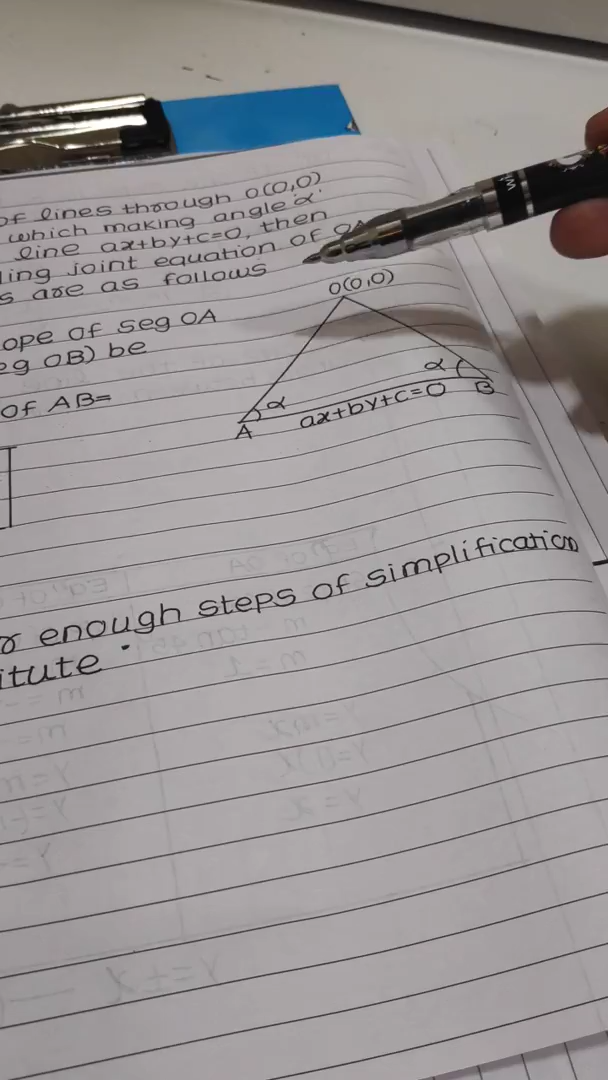 of lines through O(0,0)
which making angle α
line ax+by+c=0, then
ing joint equation of OA
s are as follows
O(0,0)
ope of seg OA
eg OB) be
α
α
B
of AB=
A
ax+by+c=0
r enough steps of simplification
itute